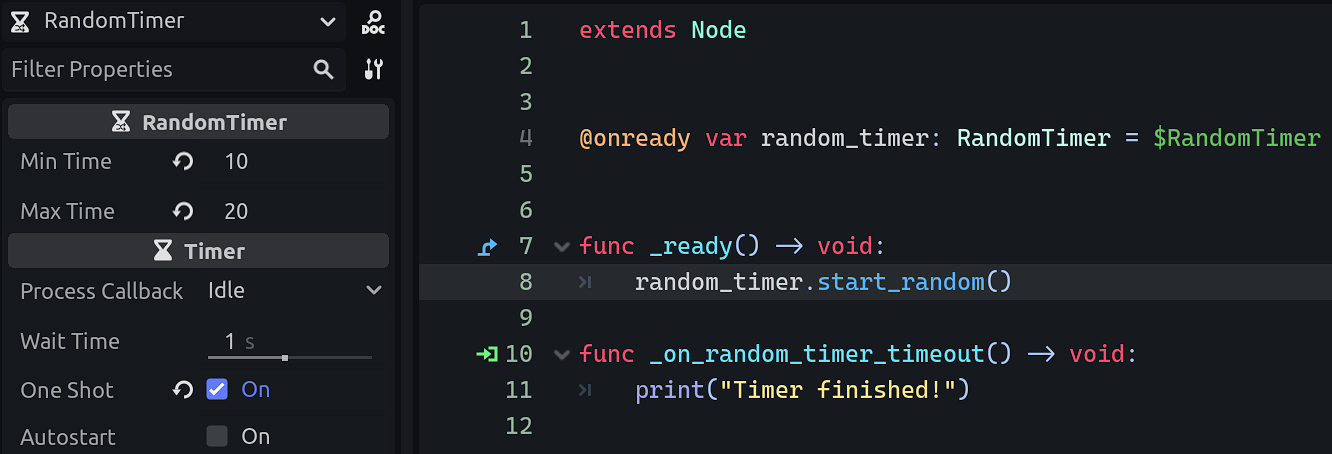 RandomTimer
DOC
Filter Properties
RandomTimer
Min Time 10
Max Time 20
Timer
Process Callback Idle
Wait Time 1 s
One Shot On
Autostart On
1 extends Node
2
3
4 @onready var random_timer: RandomTimer = $RandomTimer
5
6
7 func _ready() -> void:
8 random_timer.start_random()
9
10 func _on_random_timer_timeout() -> void:
11 print("Timer finished!")
12